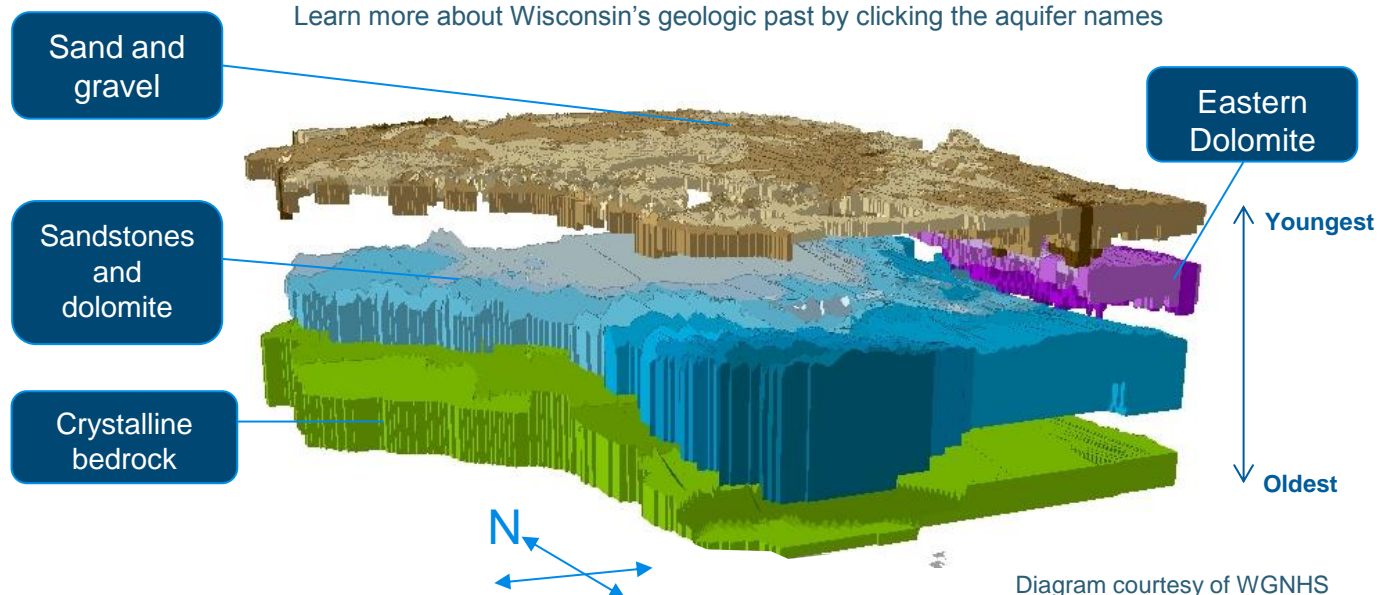 Learn more about Wisconsin’s geologic past by clicking the aquifer names
Sand and
gravel
Eastern
Dolomite
Sandstones
and
dolomite
Youngest
Crystalline
bedrock
Oldest
N
Diagram courtesy of WGNHS